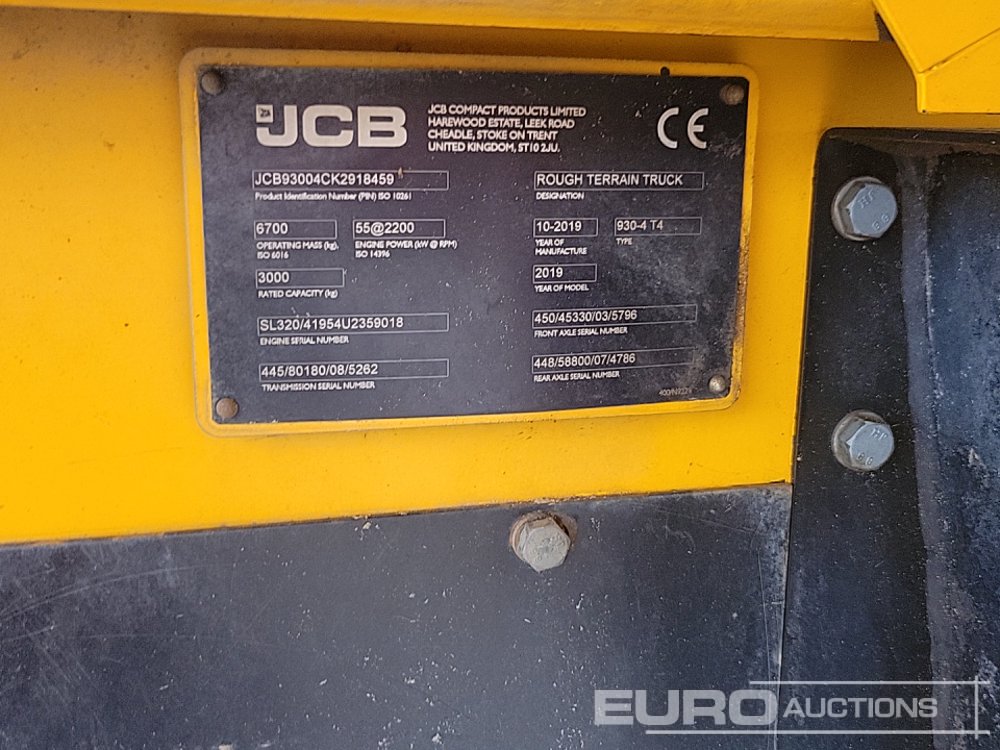 JCB
JCB COMPACT PRODUCTS LIMITED
HAREWOOD ESTATE, LEEK ROAD
CHEADLE, STOKE ON TRENT
UNITED KINGDOM, ST10 2JU.
CE
JCB93004CK2918459
Product Identification Number (PIN) ISO 10261
ROUGH TERRAIN TRUCK
DESIGNATION
6700
OPERATING MASS (kg),
ISO 6016
55@2200
ENGINE POWER (kW @ RPM)
ISO 14396
10-2019
YEAR OF
MANUFACTURE
930-4 T4
TYPE
3000
RATED CAPACITY (kg)
2019
YEAR OF MODEL
SL320/41954U2359018
ENGINE SERIAL NUMBER
450/45330/03/5796
FRONT AXLE SERIAL NUMBER
445/80180/08/5262
TRANSMISSION SERIAL NUMBER
448/58800/07/4786
REAR AXLE SERIAL NUMBER
EURO AUCTIONS